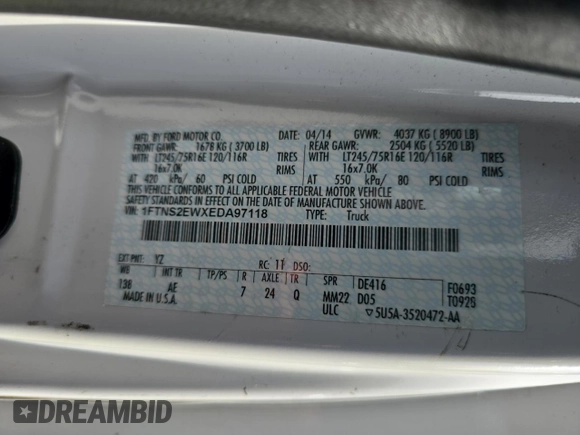 MFD. BY FORD MOTOR CO. DATE: 04/14 GVWR: 4037 KG ( 8900 LB)
FRONT GAWR: 1678 KG ( 3700 LB) REAR GAWR: 2504 KG ( 5520 LB)
WITH LT245/75R16E 120/116R TIRES WITH LT245/75R16E 120/116R TIRES
16x7.0K RIMS 16x7.0K RIMS
AT 420 kPa/ 60 PSI COLD AT 550 kPa/ 80 PSI COLD
THIS VEHICLE CONFORMS TO ALL APPLICABLE FEDERAL MOTOR VEHICLE
SAFETY STANDARDS IN EFFECT ON THE DATE OF MANUFACTURE SHOWN ABOVE.
VIN: 1FTNS2EWXEDA97118 TYPE: Truck
EXT PNT: YZ RC: 11 DSO:
WB INT TR TP/PS R AXLE TR SPR DE416 F0693
138 AE 7 24 Q MM22 D05 T0926
MADE IN U.S.A. ULC ▽5U5A-3520472-AA
DREAMBID